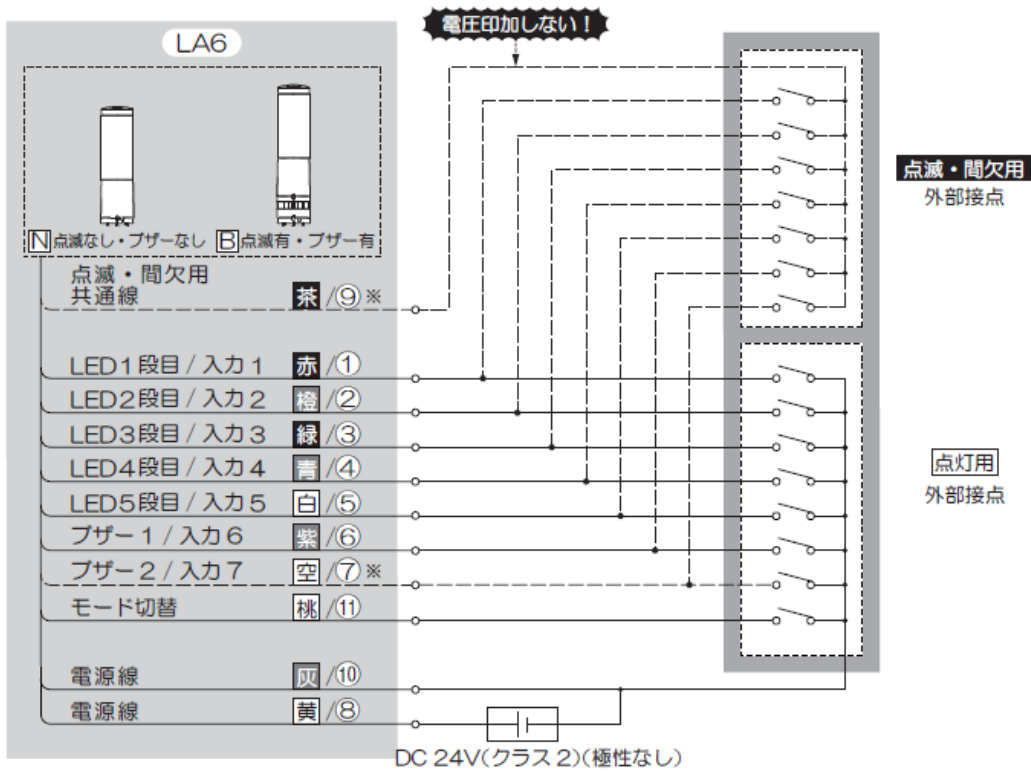 電圧印加しない!
LA6
N 点滅なし・ブザーなし B 点滅有・ブザー有
点滅・間欠用
外部接点
点滅・間欠用
共通線 茶 /⑨ ※
LED1段目 / 入力1 赤 /①
LED2段目 / 入力2 橙 /②
LED3段目 / 入力3 緑 /③
LED4段目 / 入力4 青 /④
LED5段目 / 入力5 白 /⑤
ブザー1 / 入力6 紫 /⑥
ブザー2 / 入力7 空 /⑦ ※
モード切替 桃 /⑪
点灯用
外部接点
電源線 灰 /⑩
電源線 黄 /⑧
DC 24V(クラス2)(極性なし)